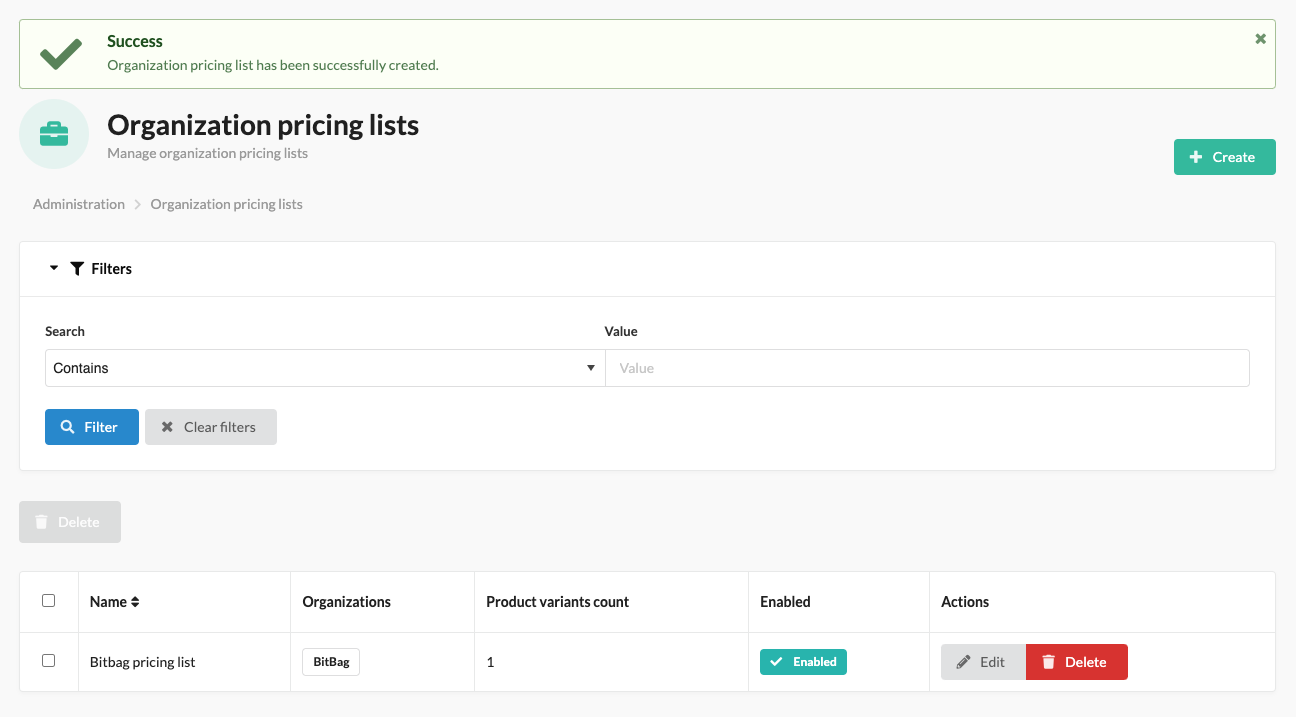 Success
Organization pricing list has been successfully created.
Organization pricing lists
Manage organization pricing lists
Create
Administration Organization pricing lists
Filters
Search Value
Contains Value
Filter Clear filters
Delete
Name Organizations Product variants count Enabled Actions
Bitbag pricing list BitBag 1 Enabled Edit Delete